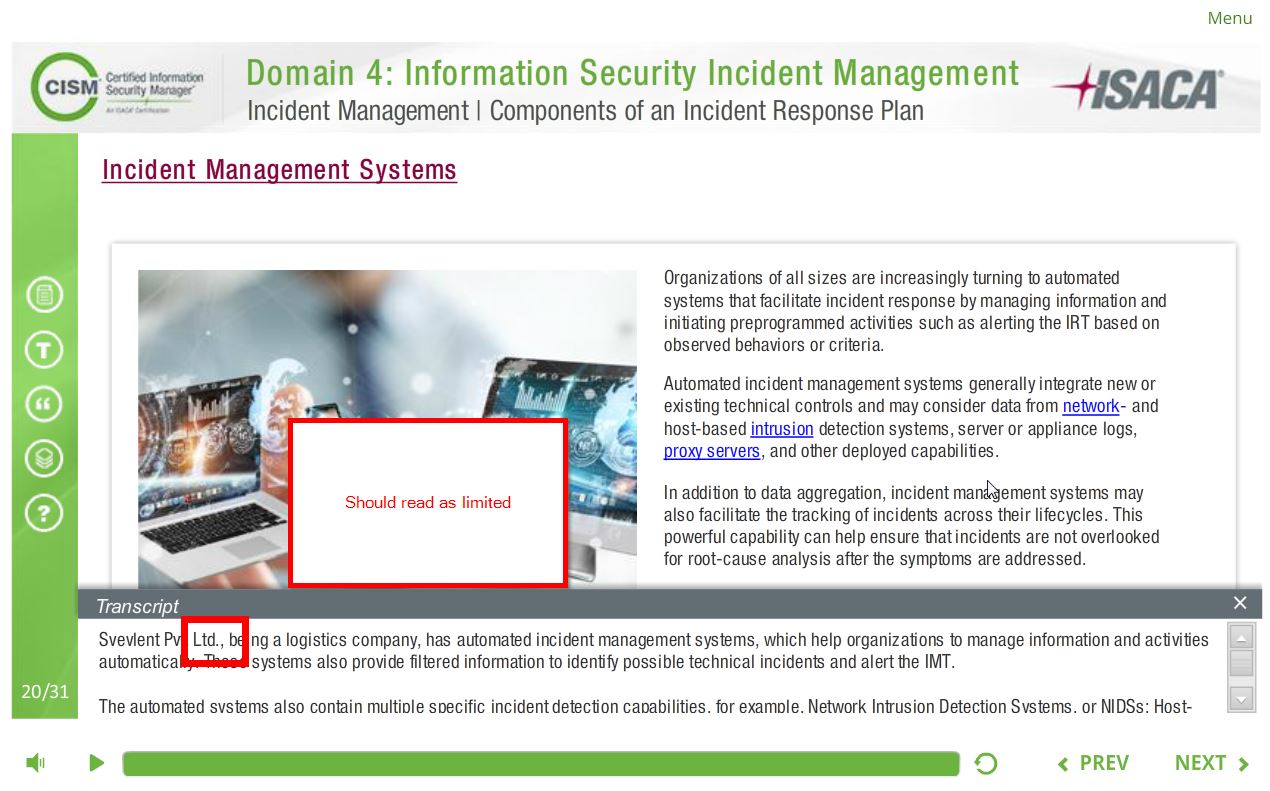 Menu
CISM
Certified Information
Security Manager®
An ISACA® Certification
Domain 4: Information Security Incident Management
Incident Management | Components of an Incident Response Plan
ISACA®
Incident Management Systems
Organizations of all sizes are increasingly turning to automated
systems that facilitate incident response by managing information and
initiating preprogrammed activities such as alerting the IRT based on
observed behaviors or criteria.
Automated incident management systems generally integrate new or
existing technical controls and may consider data from network- and
host-based intrusion detection systems, server or appliance logs,
proxy servers, and other deployed capabilities.
In addition to data aggregation, incident management systems may
also facilitate the tracking of incidents across their lifecycles. This
powerful capability can help ensure that incidents are not overlooked
for root-cause analysis after the symptoms are addressed.
Should read as limited
Transcript
Svevlent Ltd., being a logistics company, has automated incident management systems, which help organizations to manage information and activities
automatically. These systems also provide filtered information to identify possible technical incidents and alert the IMT.
The automated systems also contain multiple specific incident detection capabilities, for example, Network Intrusion Detection Systems, or NIDSs; Host-
20/31
PREV
NEXT